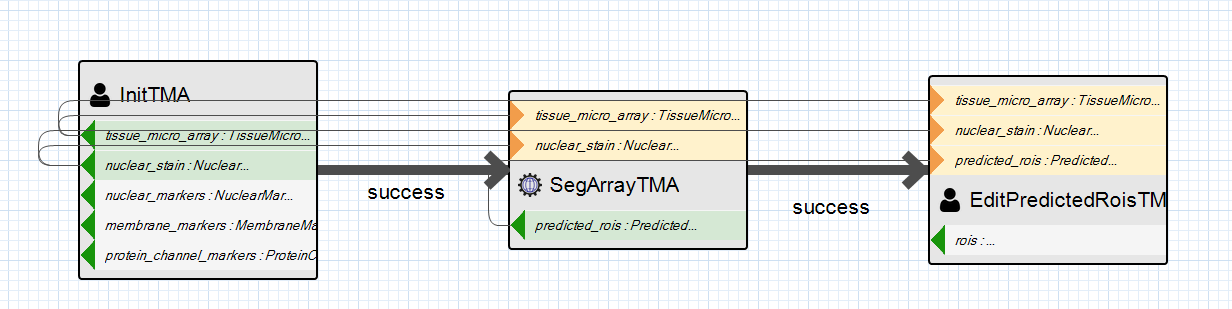 InitTMA
tissue_micro_array : TissueMicro...
nuclear_stain : Nuclear...
nuclear_markers : NuclearMar...
membrane_markers : MembraneMa
protein_channel_markers : ProteinC
success
tissue_micro_array : TissueMicro...
nuclear_stain : Nuclear...
SegArrayTMA
predicted_rois : Predicted...
success
tissue_micro_array : TissueMicro...
nuclear_stain : Nuclear...
predicted_rois : Predicted...
EditPredictedRoisTM
rois : ...